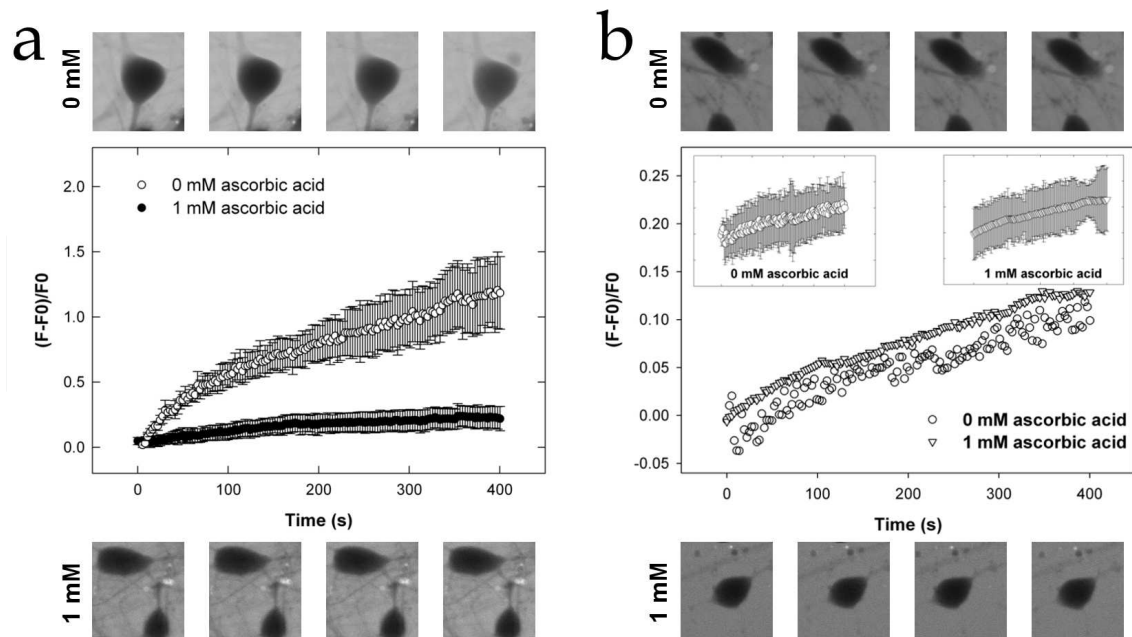 a
0 mM
2.0
1.5
1.0
0.5
0.0
(F-F0)/F0
0 mM ascorbic acid
1 mM ascorbic acid
0
100
200
300
400
Time (s)
1 mM
b
0 mM
0.25
0.20
0.15
0.10
0.05
0.00
-0.05
(F-F0)/F0
0 mM ascorbic acid
1 mM ascorbic acid
0 mM ascorbic acid
1 mM ascorbic acid
0
100
200
300
400
Time (s)
1 mM